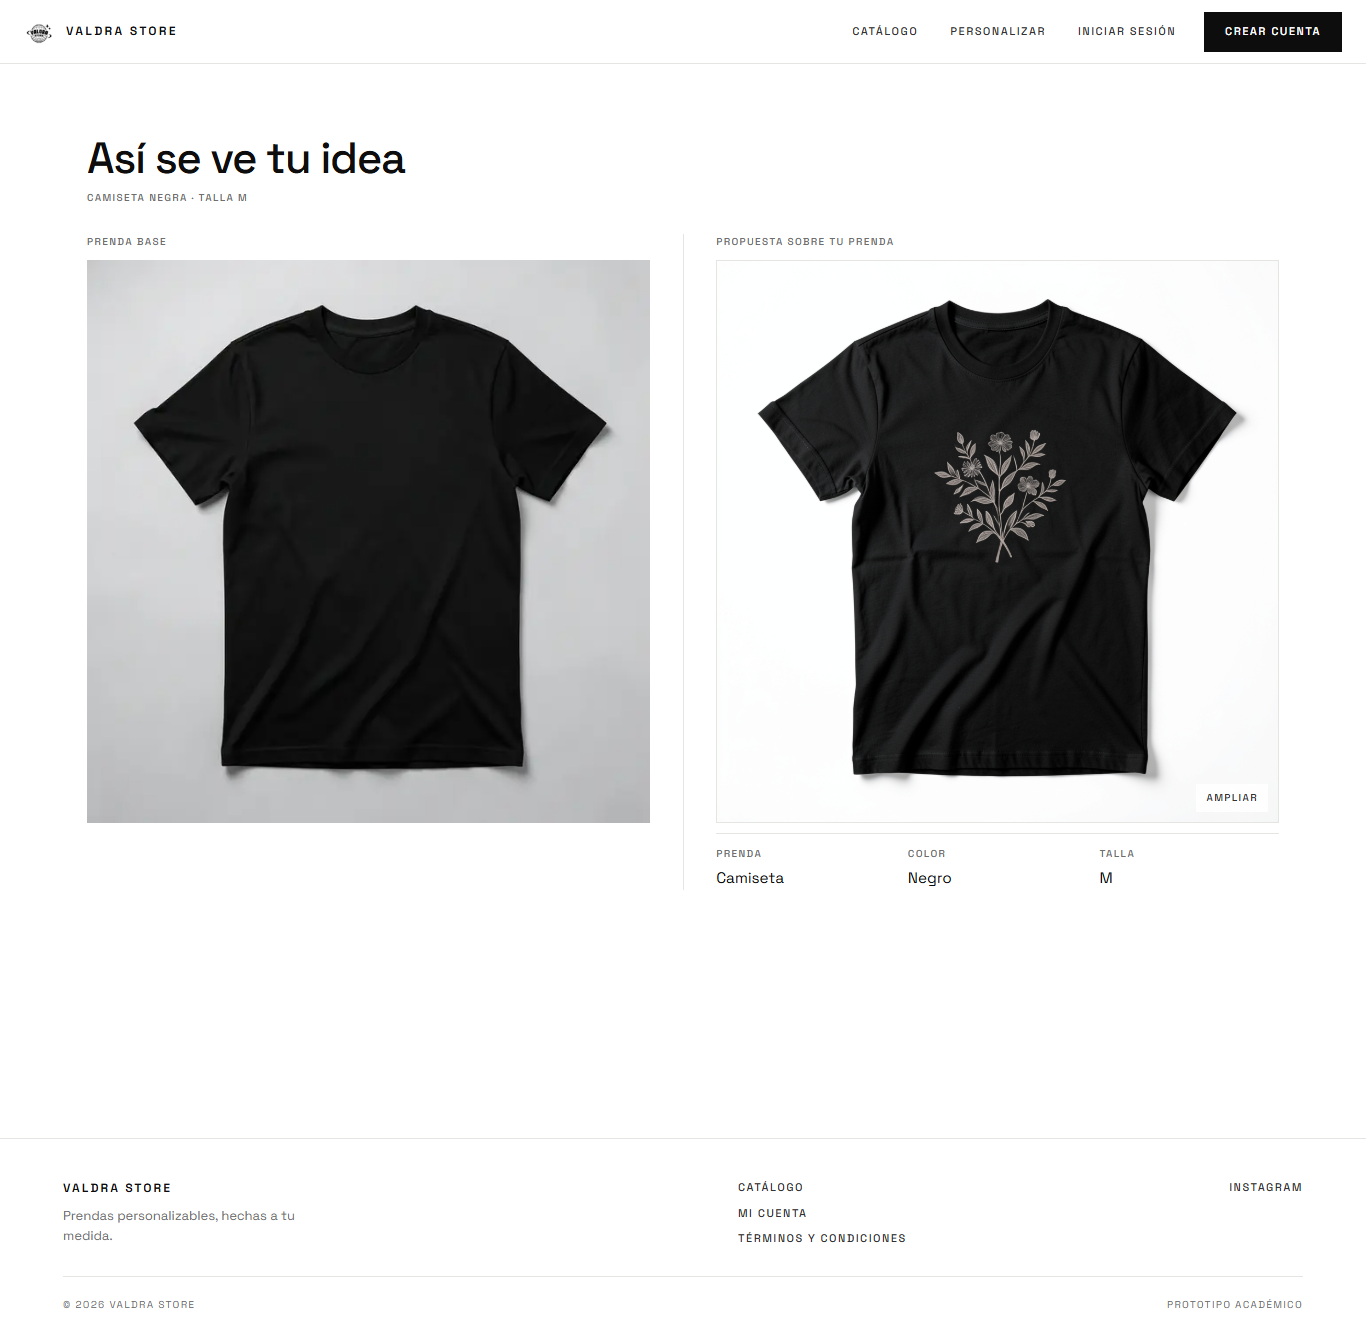 VALDRA STORE
CATÁLOGO
PERSONALIZAR
INICIAR SESIÓN
CREAR CUENTA
Así se ve tu idea
CAMISETA NEGRA · TALLA M
PRENDA BASE
PROPUESTA SOBRE TU PRENDA
AMPLIAR
PRENDA
COLOR
TALLA
Camiseta
Negro
M
VALDRA STORE
Prendas personalizables, hechas a tu
medida.
CATÁLOGO
MI CUENTA
TÉRMINOS Y CONDICIONES
INSTAGRAM
© 2026 VALDRA STORE
PROTOTIPO ACADÉMICO